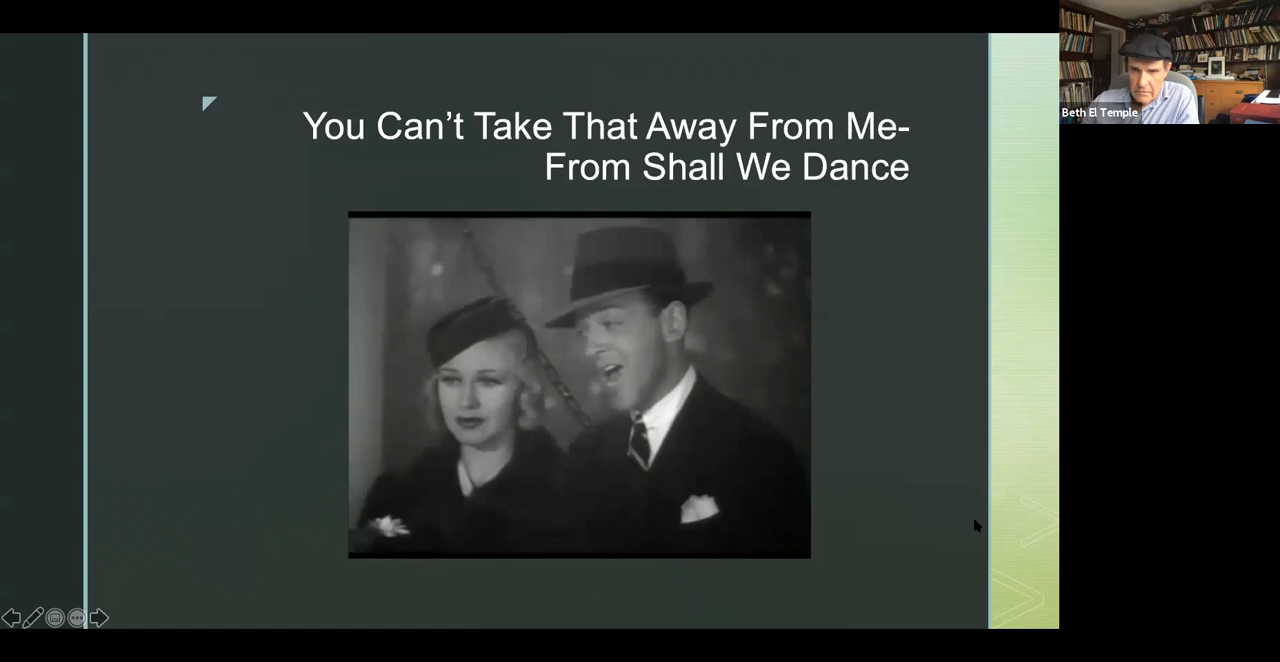 You Can’t Take That Away From Me-
From Shall We Dance
Beth El Temple